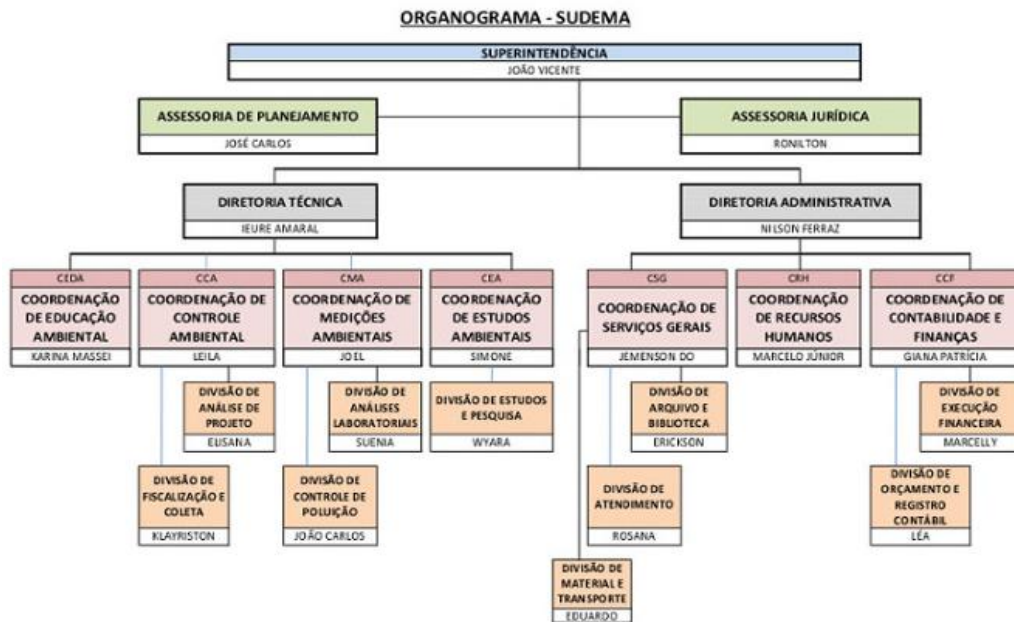 ORGANOGRAMA - SUDEMA
SUPERINTENDÊNCIA
JOÃO VICENTE
ASSESSORIA DE PLANEJAMENTO
JOSÉ CARLOS
ASSESSORIA JURÍDICA
RONILTON
DIRETORIA TÉCNICA
IEURE AMARAL
DIRETORIA ADMINISTRATIVA
NILSON FERRAZ
CEDA
COORDENAÇÃO
DE EDUCAÇÃO
AMBIENTAL
KARINA MASSEI
CCA
COORDENAÇÃO DE
CONTROLE
AMBIENTAL
LEILA
CMA
COORDENAÇÃO DE
MEDIÇÕES
AMBIENTAIS
JOEL
CEA
COORDENAÇÃO
DE ESTUDOS
AMBIENTAIS
SIMONE
CSG
COORDENAÇÃO DE
SERVIÇOS GERAIS
JEMENSON DO
CRH
COORDENAÇÃO
DE RECURSOS
HUMANOS
MARCELO JÚNIOR
CCF
COORDENAÇÃO DE
CONTABILIDADE E
FINANÇAS
GIANA PATRÍCIA
DIVISÃO DE
ANÁLISE DE
PROJETO
ELISANA
DIVISÃO DE
ANÁLISES
LABORATORIAIS
SUENIA
DIVISÃO DE ESTUDOS
E PESQUISA
WYARA
DIVISÃO DE
ARQUIVO E
BIBLIOTECA
ERICKSON
DIVISÃO DE
EXECUÇÃO
FINANCEIRA
MARCELLY
DIVISÃO DE
FISCALIZAÇÃO E
COLETA
KLAYRISTON
DIVISÃO DE
CONTROLE DE
POLUIÇÃO
JOÃO CARLOS
DIVISÃO DE
ATENDIMENTO
ROSANA
DIVISÃO DE
ORÇAMENTO E
REGISTRO
CONTÁBIL
LÉA
DIVISÃO DE
MATERIAL E
TRANSPORTE
EDUARDO